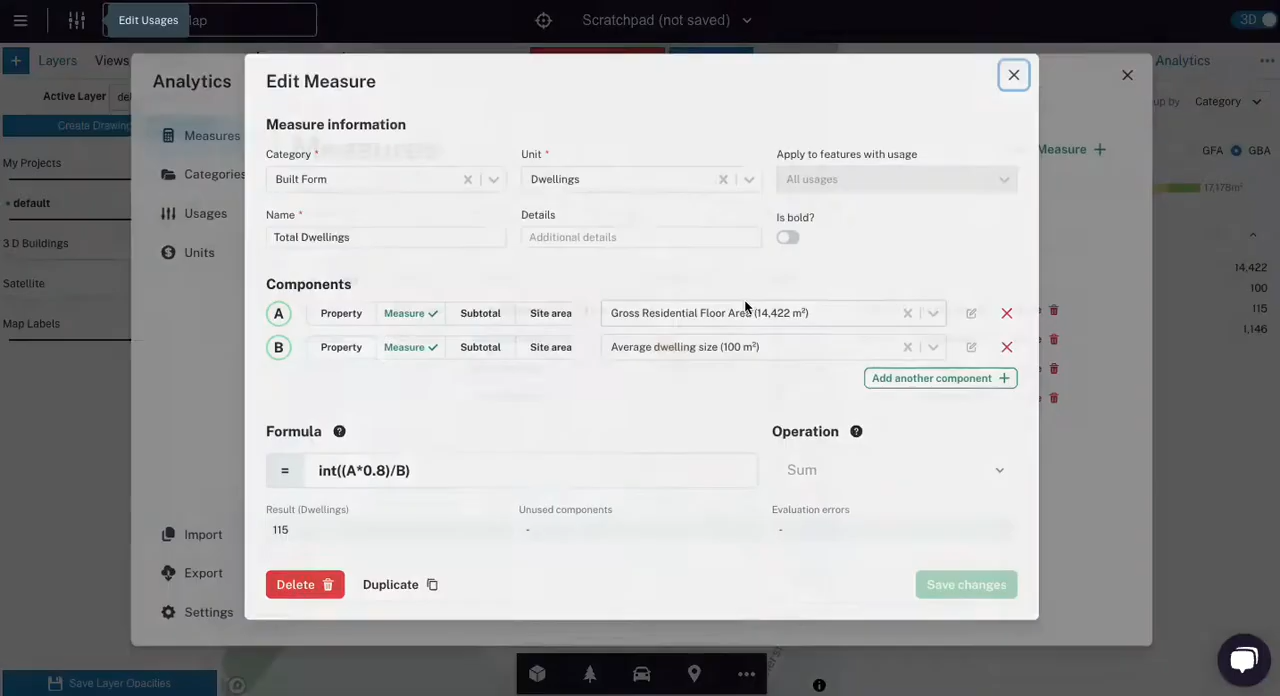 Edit Usages
Map
Scratchpad (not saved)
3D
Layers
Views
Analytics
Active Layer
Create Drawing
My Projects
default
3 D Buildings
Satellite
Map Labels
Save Layer Opacities
Analytics
Measures
Categories
Usages
Units
Import
Export
Settings
Edit Measure
Measure information
Category *
Unit *
Apply to features with usage
Built Form
Dwellings
All usages
Name *
Details
Is bold?
Total Dwellings
Additional details
Components
A
Property
Measure
Subtotal
Site area
Gross Residential Floor Area (14,422 m²)
B
Property
Measure
Subtotal
Site area
Average dwelling size (100 m²)
Add another component +
Formula ?
Operation ?
=
int((A*0.8)/B)
Sum
Result (Dwellings)
Unused components
Evaluation errors
115
-
-
Delete
Duplicate
Save changes
Measure +
Category
GFA
GBA
17,178m²
14,422
100
115
1,146